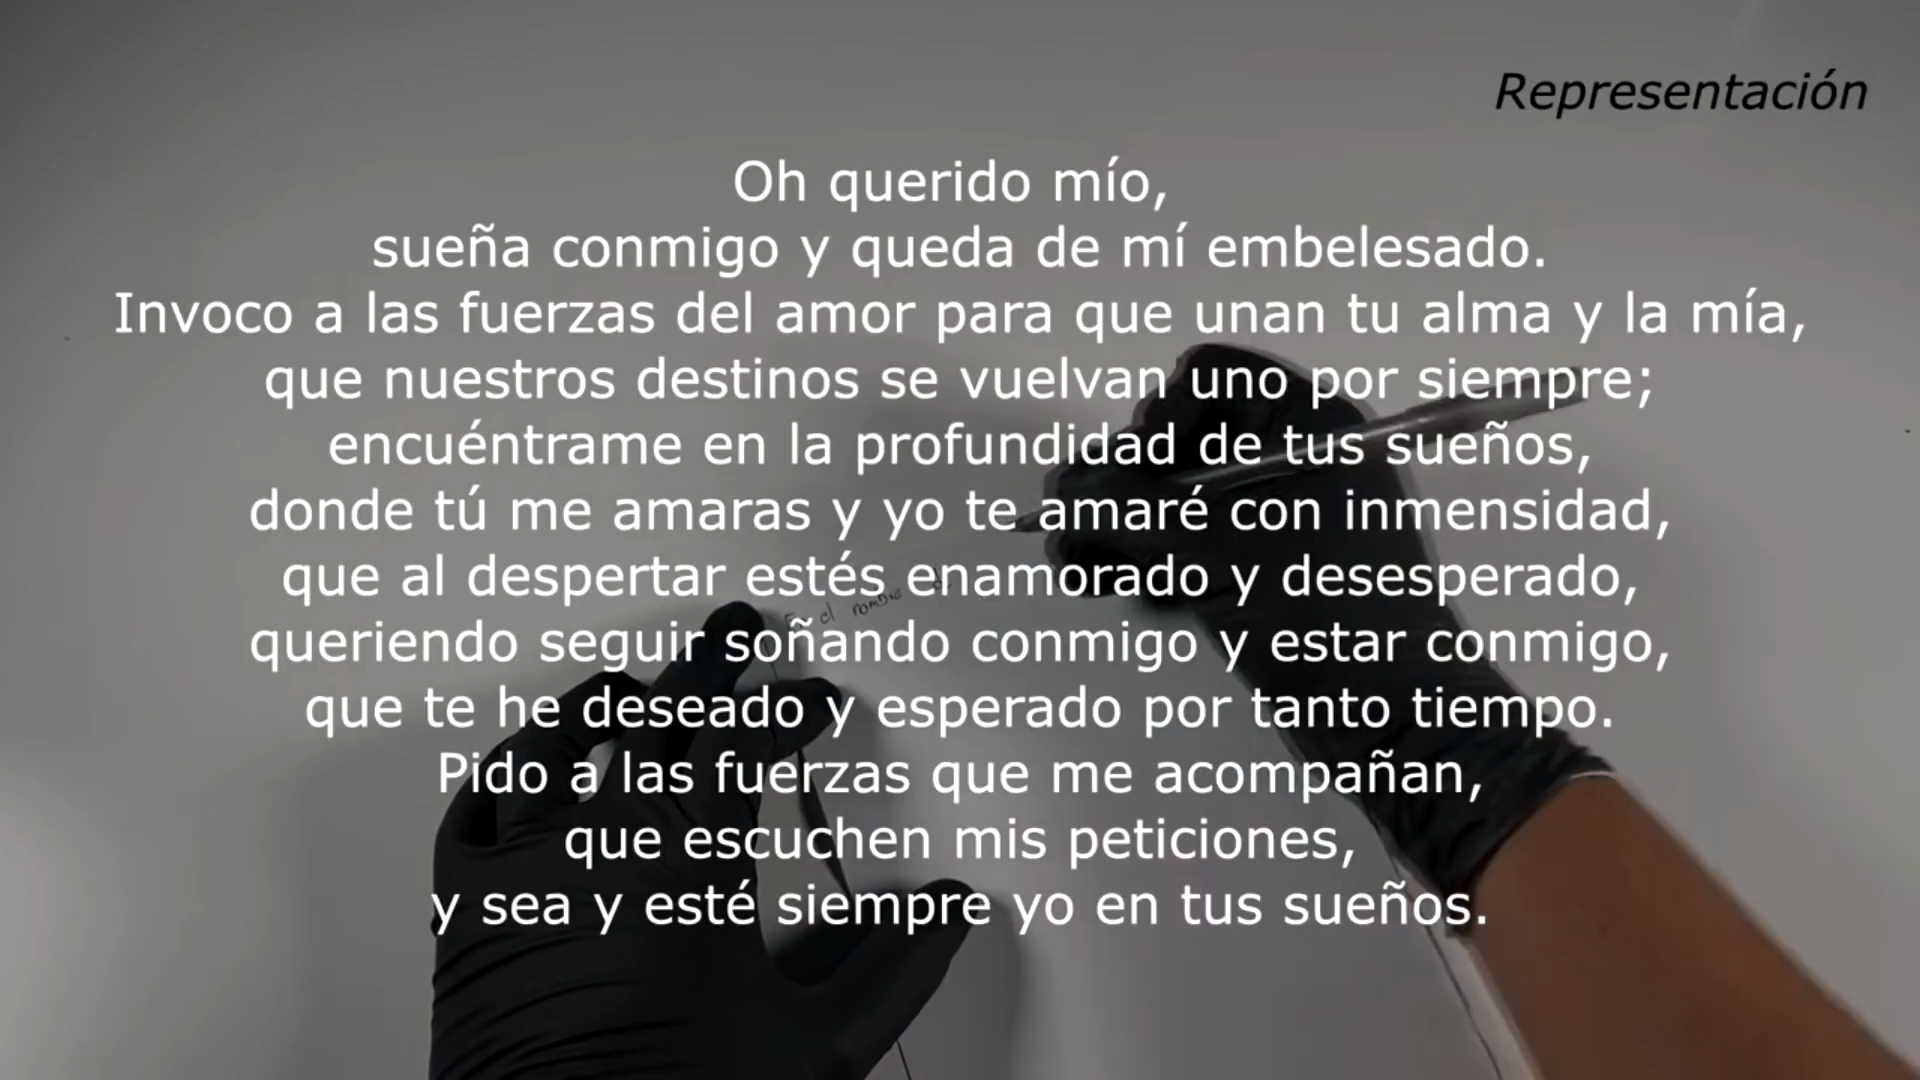 Representación
Oh querido mío,
sueña conmigo y queda de mí embelesado.
Invoco a las fuerzas del amor para que unan tu alma y la mía,
que nuestros destinos se vuelvan uno por siempre;
encuéntrame en la profundidad de tus sueños,
donde tú me amaras y yo te amaré con inmensidad,
que al despertar estés enamorado y desesperado,
queriendo seguir soñando conmigo y estar conmigo,
que te he deseado y esperado por tanto tiempo.
Pido a las fuerzas que me acompañan,
que escuchen mis peticiones,
y sea y esté siempre yo en tus sueños.
el nombre